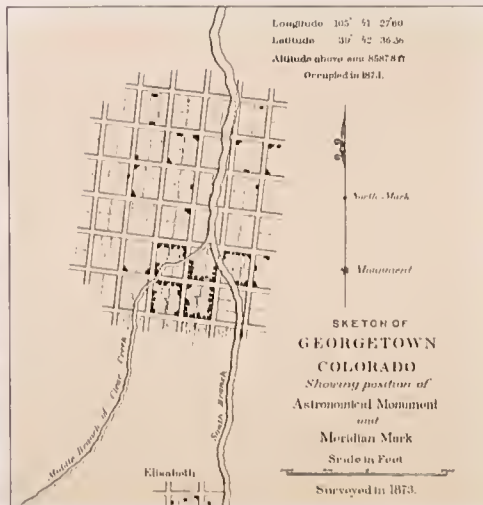 Longitude 105° 41 27"60
Latitude 39° 42 36.56
Altitude above sea 8587.8 ft
Occupied in 1873.
North Mark
Monument
SKETCH OF
GEORGETOWN
COLORADO
Showing position of
Astronomical Monument
and
Meridian Mark
Scale in Feet
Surveyed in 1873.
Middle Branch of Clear Creek
South Branch
Elisabeth